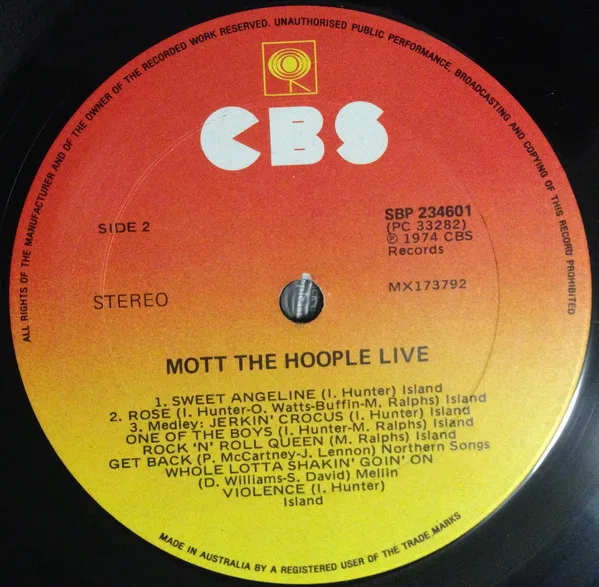 ALL RIGHTS OF THE MANUFACTURER AND OF THE OWNER OF THE RECORDED WORK RESERVED. UNAUTHORISED PUBLIC PERFORMANCE, BROADCASTING AND COPYING OF THIS RECORD PROHIBITED
CBS
SIDE 2
SBP 234601
(PC 33282)
℗ 1974 CBS
Records
STEREO
MX173792
MOTT THE HOOPLE LIVE
1. SWEET ANGELINE (I. Hunter) Island
2. ROSE (I. Hunter-O. Watts-Buffin-M. Ralphs) Island
3. Medley: JERKIN' CROCUS (I. Hunter) Island
ONE OF THE BOYS (I. Hunter-M. Ralphs) Island
ROCK 'N' ROLL QUEEN (M. Ralphs) Island
GET BACK (P. McCartney-J. Lennon) Northern Songs
WHOLE LOTTA SHAKIN' GOIN' ON
(D. Williams-S. David) Mellin
VIOLENCE (I. Hunter)
Island
MADE IN AUSTRALIA BY A REGISTERED USER OF THE TRADE MARKS